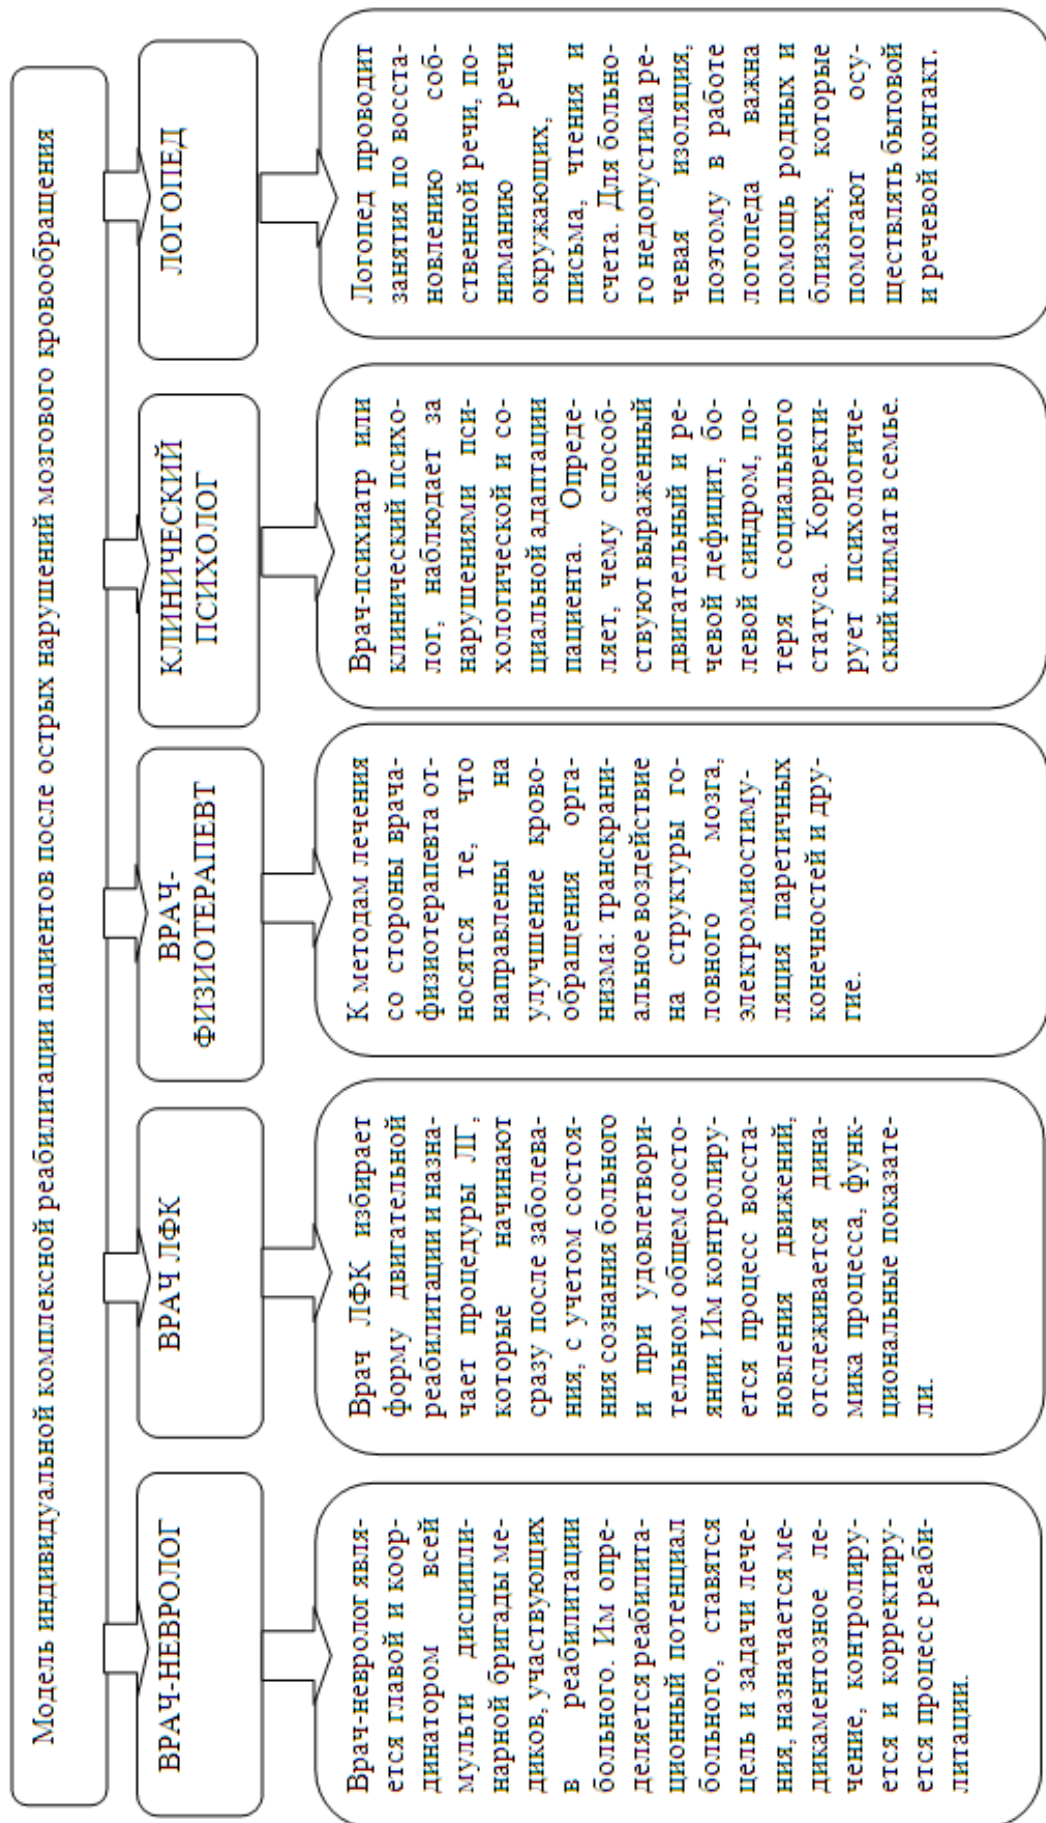 Модель индивидуальной комплексной реабилитации пациентов после острых нарушений мозгового кровообращения
ВРАЧ-НЕВРОЛОГ
Врач-невролог явля-
ется главой и коор-
динатором всей
мульти дисципли-
нарной бригады ме-
диков, участвующих
в реабилитации
больного. Им опре-
деляется реабилита-
ционный потенциал
больного, ставятся
цель и задачи лече-
ния, назначается ме-
дикаментозное ле-
чение, контролиру-
ется и корректиру-
ется процесс реаби-
литации.
ВРАЧ ЛФК
Врач ЛФК избирает
форму двигательной
реабилитации и назна-
чает процедуры ЛГ,
которые начинают
сразу после заболева-
ния, с учетом состоя-
ния сознания больного
и при удовлетвори-
тельном общем состо-
янии. Им контролиру-
ется процесс восста-
новления движений,
отслеживается дина-
мика процесса, функ-
циональные показате-
ли.
ВРАЧ-
ФИЗИОТЕРАПЕВТ
К методам лечения
со стороны врача-
физиотерапевта от-
носятся те, что
направлены на
улучшение крово-
обращения орга-
низма: транскрани-
альное воздействие
на структуры го-
ловного мозга,
электромиостиму-
ляция паретичных
конечностей и дру-
гие.
КЛИНИЧЕСКИЙ
ПСИХОЛОГ
Врач-психиатр или
клинический психо-
лог, наблюдает за
нарушениями пси-
хологической и со-
циальной адаптации
пациента. Опреде-
ляет, чему способ-
ствуют выраженный
двигательный и ре-
чевой дефицит, бо-
левой синдром, по-
теря социального
статуса. Корректи-
рует психологиче-
ский климат в семье.
ЛОГОПЕД
Логопед проводит
занятия по восста-
новлению соб-
ственной речи, по-
ниманию речи
окружающих,
письма, чтения и
счета. Для больно-
го недопустима ре-
чевая изоляция,
поэтому в работе
логопеда важна
помощь родных и
близких, которые
помогают осу-
ществлять бытовой
и речевой контакт.